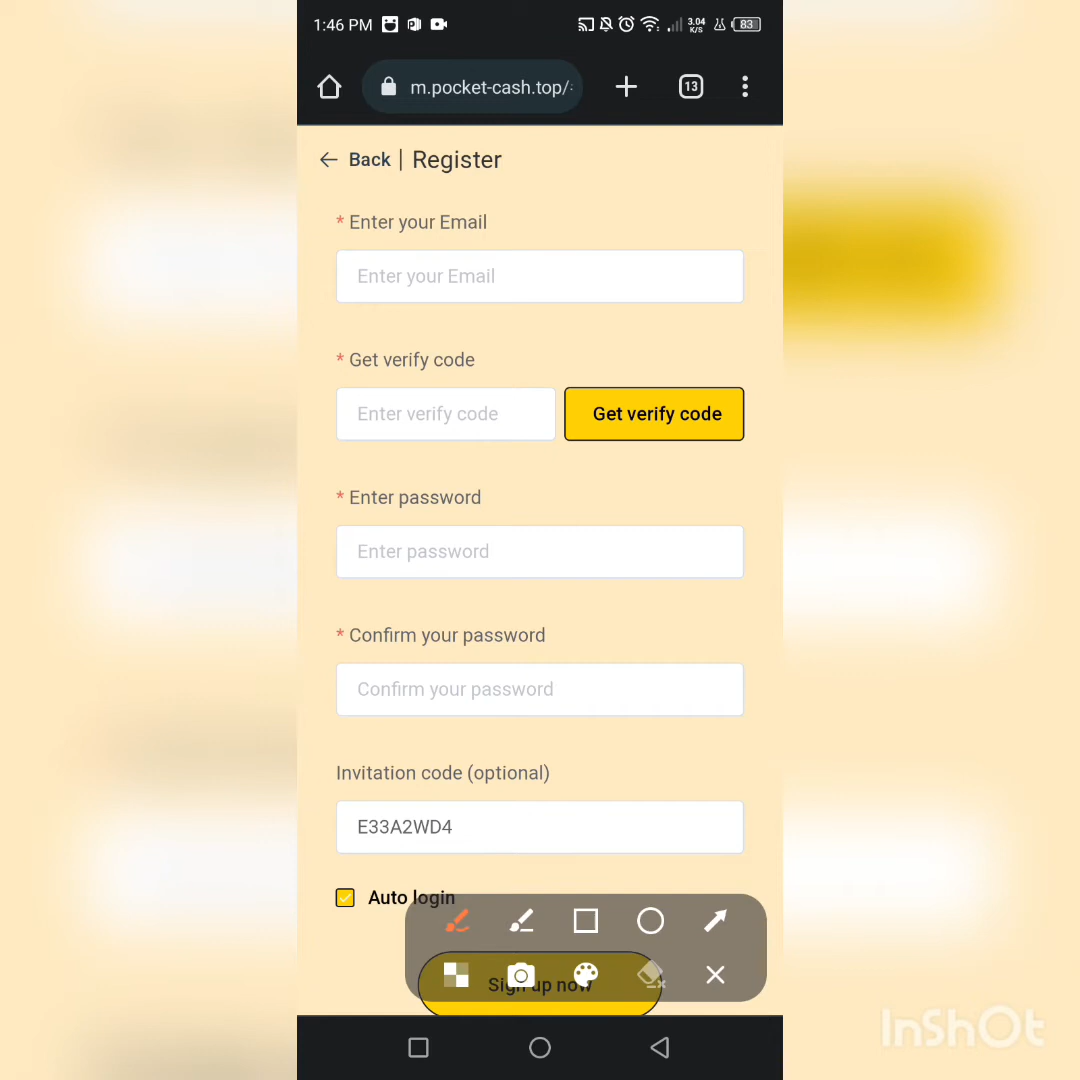 1:46 PM 3.04 K/S 83
m.pocket-cash.top/ 13
Back | Register
* Enter your Email
Enter your Email
* Get verify code
Enter verify code Get verify code
* Enter password
Enter password
* Confirm your password
Confirm your password
Invitation code (optional)
E33A2WD4
Auto login
Sign up now
InShOt